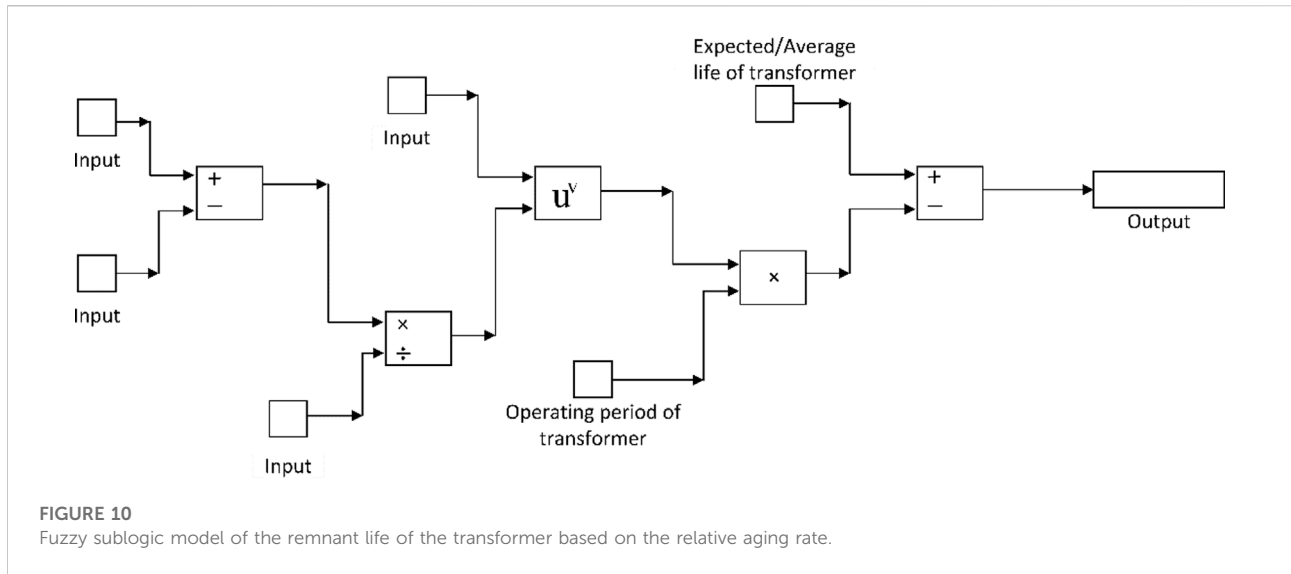 Expected/Average
life of transformer
Input
Input
+
−
u^v
+
−
Output
Input
×
×
÷
Operating period of
transformer
Input
FIGURE 10
Fuzzy sublogic model of the remnant life of the transformer based on the relative aging rate.